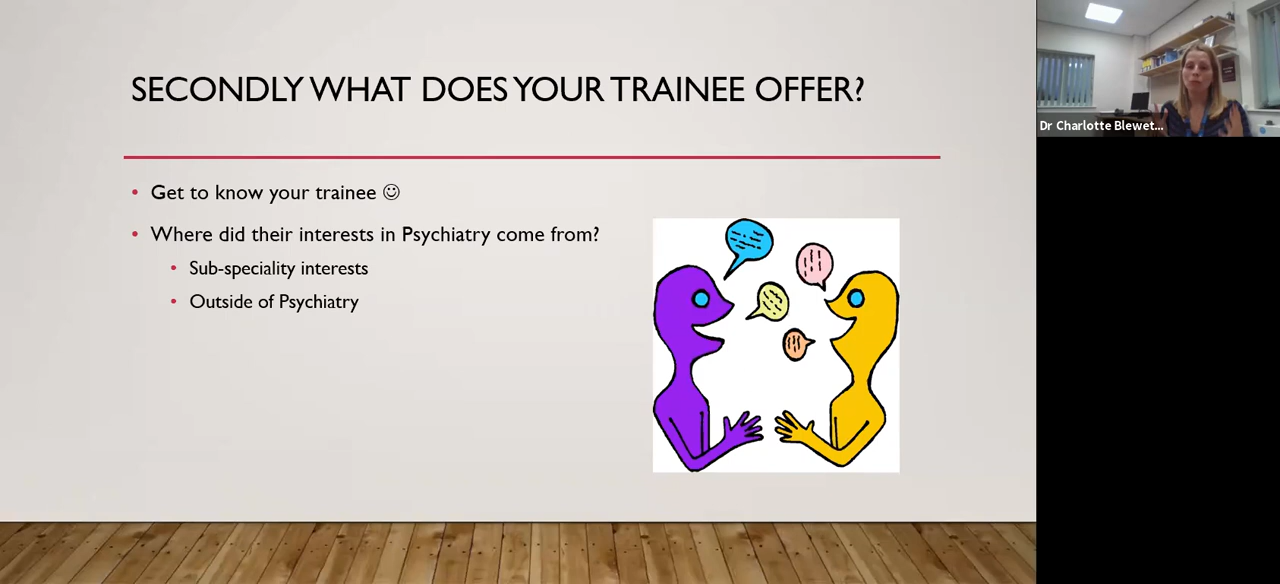 SECONDLY WHAT DOES YOUR TRAINEE OFFER?
• Get to know your trainee ☺
• Where did their interests in Psychiatry come from?
• Sub-speciality interests
• Outside of Psychiatry
Dr Charlotte Blewet...